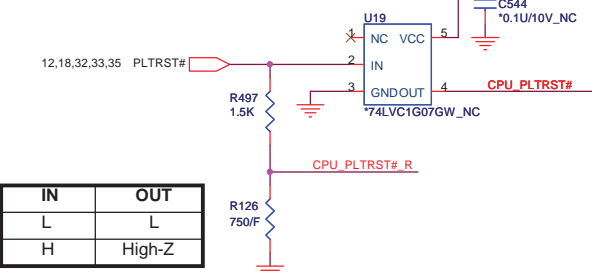 C544
*0.1U/10V_NC
U19
1 NC VCC 5
12,18,32,33,35 PLTRST# 2 IN
3 GND OUT 4 CPU_PLTRST#
*74LVC1G07GW_NC
R497
1.5K
CPU_PLTRST#_R
R126
750/F
IN OUT
L L
H High-Z